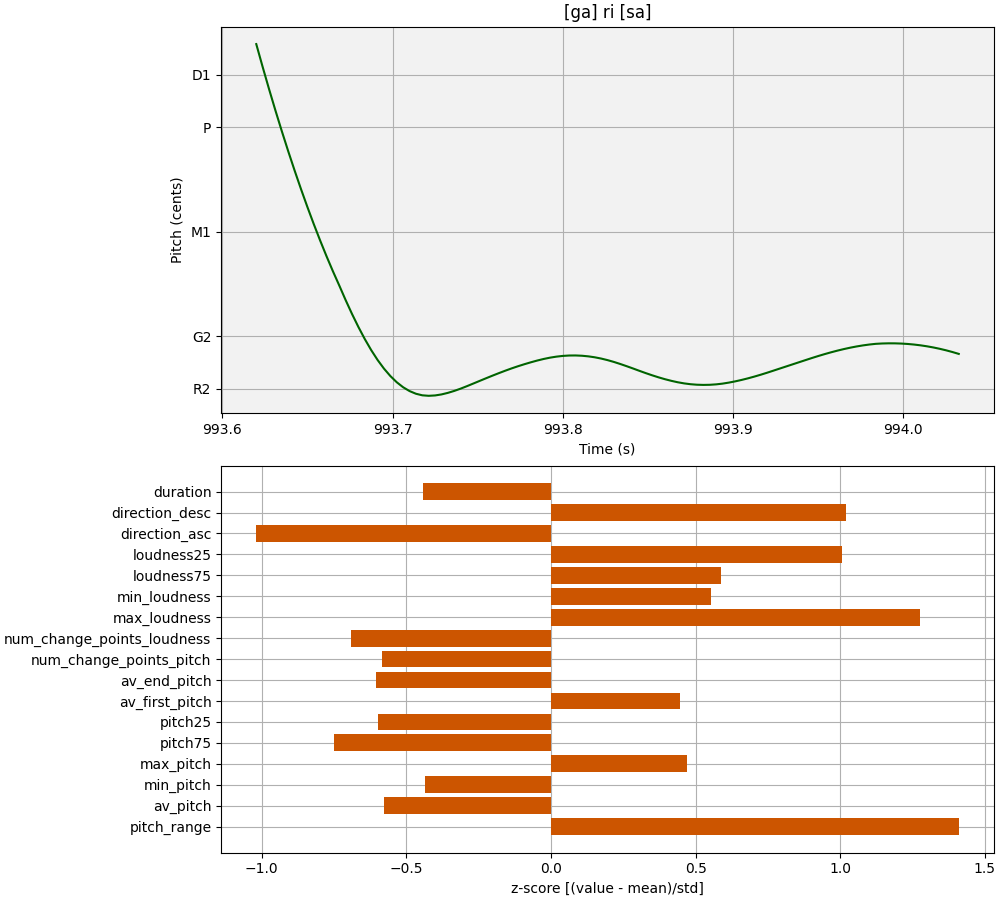 [ga] ri [sa]
D1
P
M1
G2
R2
Pitch (cents)
993.6 993.7 993.8 993.9 994.0
Time (s)
duration
direction_desc
direction_asc
loudness25
loudness75
min_loudness
max_loudness
num_change_points_loudness
num_change_points_pitch
av_end_pitch
av_first_pitch
pitch25
pitch75
max_pitch
min_pitch
av_pitch
pitch_range
−1.0 −0.5 0.0 0.5 1.0 1.5
z-score [(value - mean)/std]